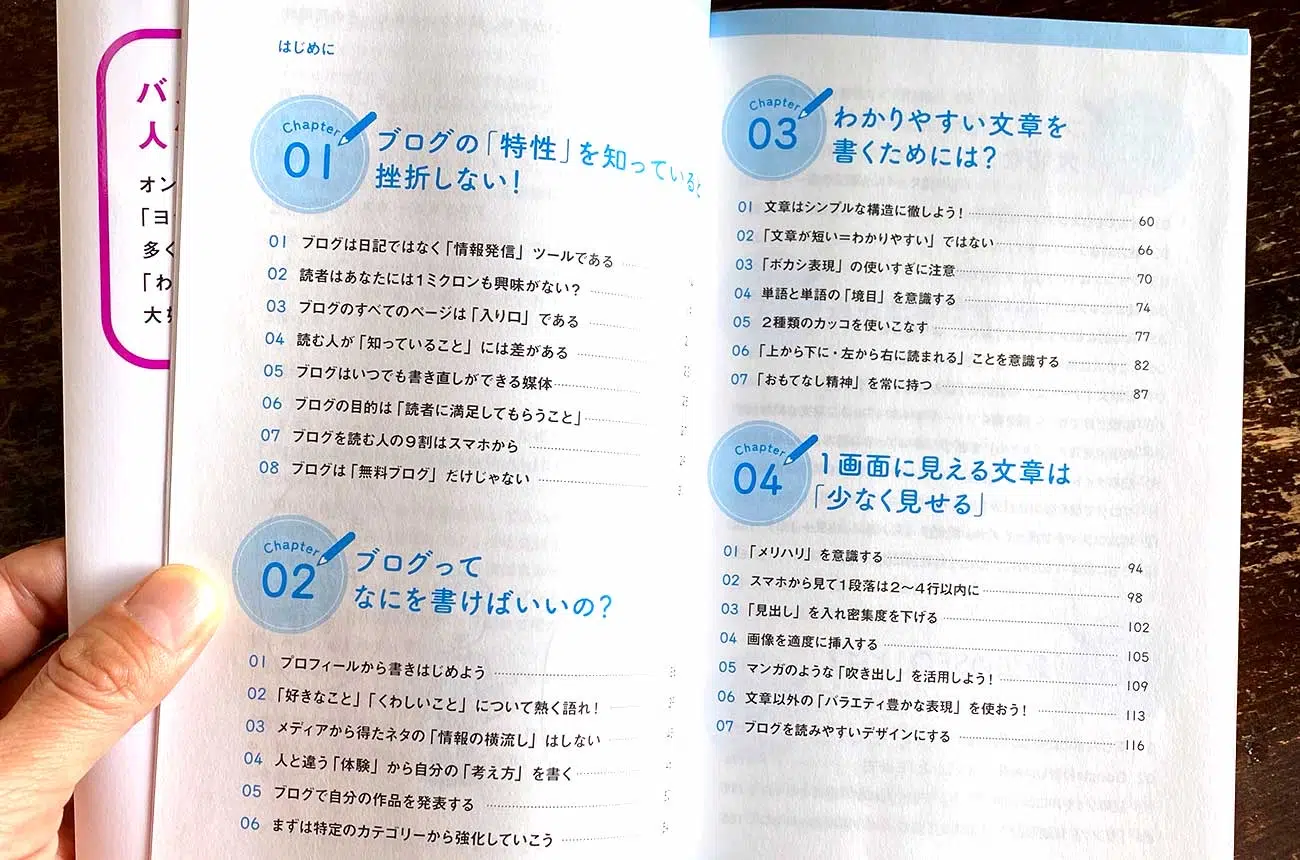 バ
人
オン
「ヨ
多く
「わ
大
はじめに
Chapter
01
ブログの「特性」を知っていると
挫折しない!
01 ブログは日記ではなく「情報発信」ツールである
02 読者はあなたには1ミクロンも興味がない?
03 ブログのすべてのページは「入り口」である
04 読む人が「知っていること」には差がある
05 ブログはいつでも書き直しができる媒体
06 ブログの目的は「読者に満足してもらうこと」
07 ブログを読む人の9割はスマホから
08 ブログは「無料ブログ」だけじゃない
Chapter
02
ブログって
なにを書けばいいの?
01 プロフィールから書きはじめよう
02 「好きなこと」「くわしいこと」について熱く語れ!
03 メディアから得たネタの「情報の横流し」はしない
04 人と違う「体験」から自分の「考え方」を書く
05 ブログで自分の作品を発表する
06 まずは特定のカテゴリーから強化していこう
Chapter
03
わかりやすい文章を
書くためには?
01 文章はシンプルな構造に徹しよう! 60
02 「文章が短い=わかりやすい」ではない 66
03 「ボカシ表現」の使いすぎに注意 70
04 単語と単語の「境目」を意識する 74
05 2種類のカッコを使いこなす 77
06 「上から下に・左から右に読まれる」ことを意識する 82
07 「おもてなし精神」を常に持つ 87
Chapter
04
1画面に見える文章は
「少なく見せる」
01 「メリハリ」を意識する 94
02 スマホから見て1段落は2〜4行以内に 98
03 「見出し」を入れ密集度を下げる 102
04 画像を適度に挿入する 105
05 マンガのような「吹き出し」を活用しよう! 109
06 文章以外の「バラエティ豊かな表現」を使おう! 113
07 ブログを読みやすいデザインにする 116